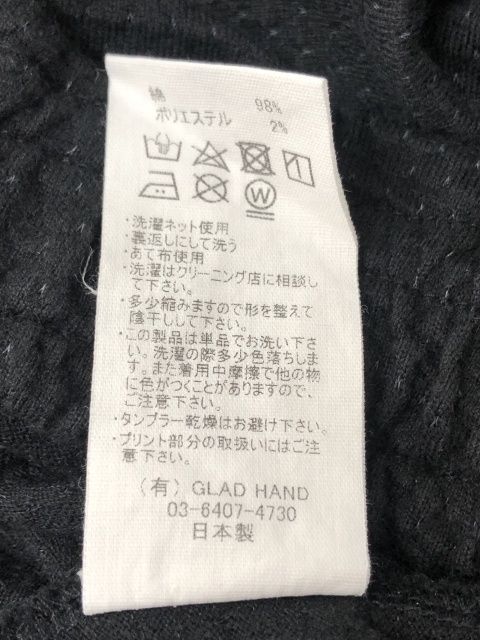 綿 98%
ポリエステル 2%
W
・洗濯ネット使用
・裏返しにして洗う
・あて布使用
・洗濯はクリーニング店に相談し
て下さい。
・多少縮みますので形を整えて
陰干しして下さい。
・この製品は単品でお洗い下さ
い。洗濯の際多少色落ちしま
す。また着用中摩擦で他の物
に色がつくことがありますので、
ご注意下さい。
・タンブラー乾燥はお避け下さい。
・プリント部分の取扱いにはご注
意下さい。
（有）GLAD HAND
03-6407-4730
日本製